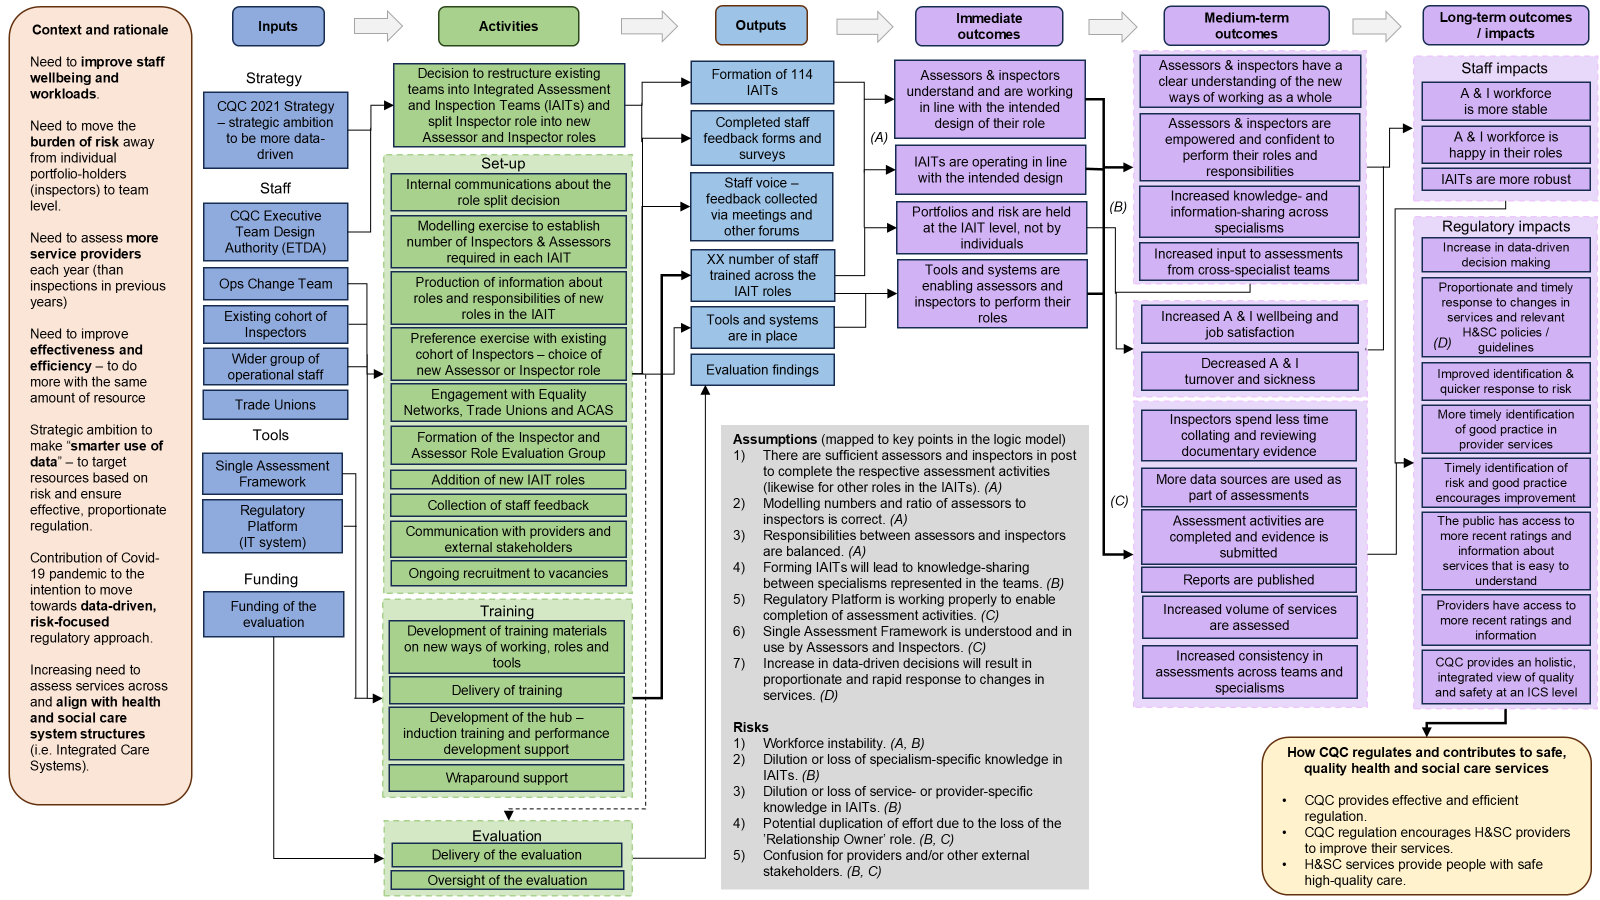 Context and rationale
Need to improve staff
wellbeing and
workloads.
Need to move the
burden of risk away
from individual
portfolio-holders
(inspectors) to team
level.
Need to assess more
service providers
each year (than
inspections in previous
years)
Need to improve
effectiveness and
efficiency – to do
more with the same
amount of resource
Strategic ambition to
make “smarter use of
data” – to target
resources based on
risk and ensure
effective, proportionate
regulation.
Contribution of Covid-
19 pandemic to the
intention to move
towards data-driven,
risk-focused
regulatory approach.
Increasing need to
assess services across
and align with health
and social care
system structures
(i.e. Integrated Care
Systems).
Inputs
Strategy
CQC 2021 Strategy
– strategic ambition
to be more data-
driven
Staff
CQC Executive
Team Design
Authority (ETDA)
Ops Change Team
Existing cohort of
Inspectors
Wider group of
operational staff
Trade Unions
Tools
Single Assessment
Framework
Regulatory
Platform
(IT system)
Funding
Funding of the
evaluation
Activities
Decision to restructure existing
teams into Integrated Assessment
and Inspection Teams (IAITs) and
split Inspector role into new
Assessor and Inspector roles
Set-up
Internal communications about the
role split decision
Modelling exercise to establish
number of Inspectors & Assessors
required in each IAIT
Production of information about
roles and responsibilities of new
roles in the IAIT
Preference exercise with existing
cohort of Inspectors – choice of
new Assessor or Inspector role
Engagement with Equality
Networks, Trade Unions and ACAS
Formation of the Inspector and
Assessor Role Evaluation Group
Addition of new IAIT roles
Collection of staff feedback
Communication with providers and
external stakeholders
Ongoing recruitment to vacancies
Training
Development of training materials
on new ways of working, roles and
tools
Delivery of training
Development of the hub –
induction training and performance
development support
Wraparound support
Evaluation
Delivery of the evaluation
Oversight of the evaluation
Outputs
Formation of 114
IAITs
Completed staff
feedback forms and
surveys
Staff voice –
feedback collected
via meetings and
other forums
XX number of staff
trained across the
IAIT roles
Tools and systems
are in place
Evaluation findings
(A)
Immediate
outcomes
Assessors & inspectors
understand and are working
in line with the intended
design of their role
IAITs are operating in line
with the intended design
Portfolios and risk are held
at the IAIT level, not by
individuals
Tools and systems are
enabling assessors and
inspectors to perform their
roles
Assumptions (mapped to key points in the logic model)
1) There are sufficient assessors and inspectors in post
to complete the respective assessment activities
(likewise for other roles in the IAITs). (A)
2) Modelling numbers and ratio of assessors to
inspectors is correct. (A)
3) Responsibilities between assessors and inspectors
are balanced. (A)
4) Forming IAITs will lead to knowledge-sharing
between specialisms represented in the teams. (B)
5) Regulatory Platform is working properly to enable
completion of assessment activities. (C)
6) Single Assessment Framework is understood and in
use by Assessors and Inspectors. (C)
7) Increase in data-driven decisions will result in
proportionate and rapid response to changes in
services. (D)
Risks
1) Workforce instability. (A, B)
2) Dilution or loss of specialism-specific knowledge in
IAITs. (B)
3) Dilution or loss of service- or provider-specific
knowledge in IAITs. (B)
4) Potential duplication of effort due to the loss of the
’Relationship Owner’ role. (B, C)
5) Confusion for providers and/or other external
stakeholders. (B, C)
(B)
(C)
Medium-term
outcomes
Assessors & inspectors have a
clear understanding of the new
ways of working as a whole
Assessors & inspectors are
empowered and confident to
perform their roles and
responsibilities
Increased knowledge- and
information-sharing across
specialisms
Increased input to assessments
from cross-specialist teams
Increased A & I wellbeing and
job satisfaction
Decreased A & I
turnover and sickness
Inspectors spend less time
collating and reviewing
documentary evidence
More data sources are used as
part of assessments
Assessment activities are
completed and evidence is
submitted
Reports are published
Increased volume of services
are assessed
Increased consistency in
assessments across teams and
specialisms
Long-term outcomes
/ impacts
Staff impacts
A & I workforce
is more stable
A & I workforce is
happy in their roles
IAITs are more robust
Regulatory impacts
Increase in data-driven
decision making
Proportionate and timely
response to changes in
services and relevant
H&SC policies /
guidelines
(D)
Improved identification &
quicker response to risk
More timely identification
of good practice in
provider services
Timely identification of
risk and good practice
encourages improvement
The public has access to
more recent ratings and
information about
services that is easy to
understand
Providers have access to
more recent ratings and
information
CQC provides an holistic,
integrated view of quality
and safety at an ICS level
How CQC regulates and contributes to safe,
quality health and social care services
• CQC provides effective and efficient
regulation.
• CQC regulation encourages H&SC providers
to improve their services.
• H&SC services provide people with safe
high-quality care.